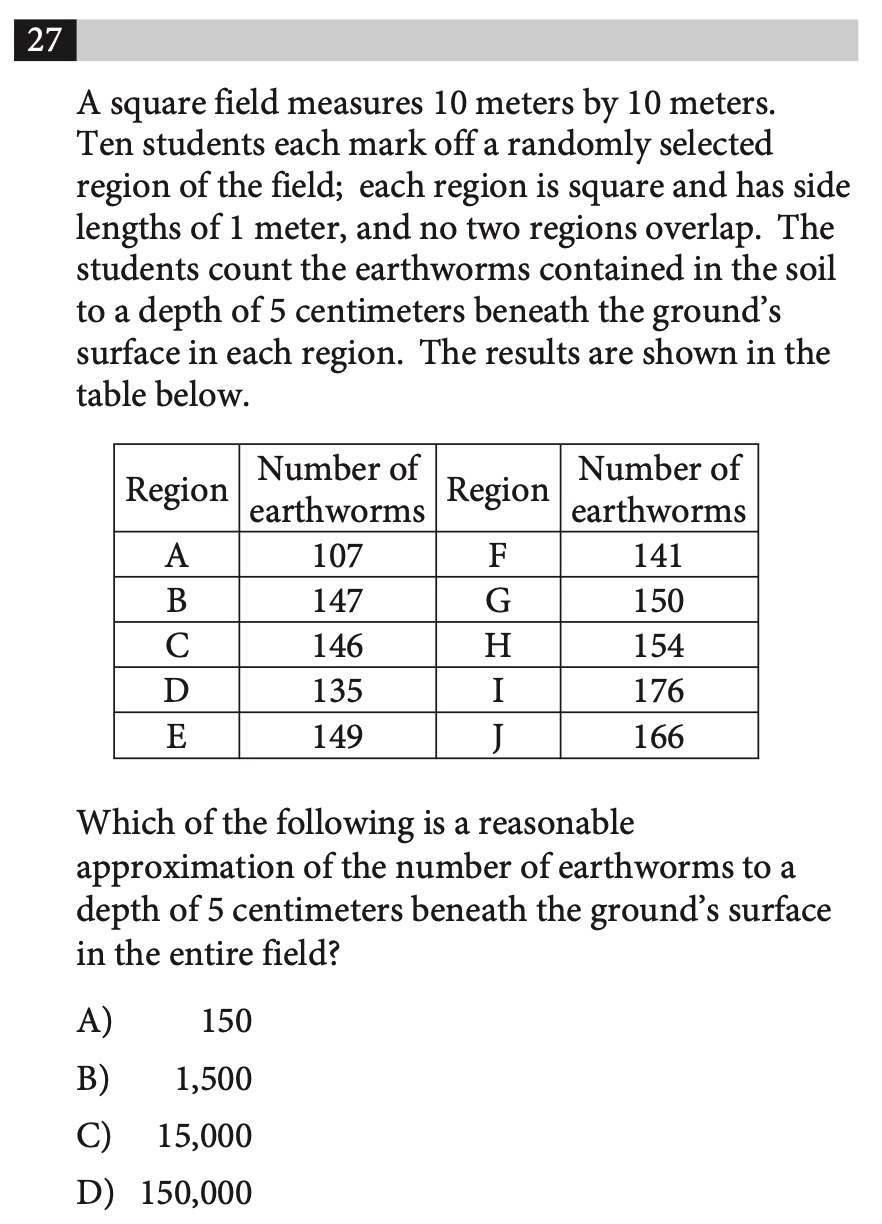 27
A square field measures 10 meters by 10 meters.
Ten students each mark off a randomly selected
region of the field; each region is square and has side
lengths of 1 meter, and no two regions overlap. The
students count the earthworms contained in the soil
to a depth of 5 centimeters beneath the ground’s
surface in each region. The results are shown in the
table below.
Region Number of earthworms Region Number of earthworms
A 107 F 141
B 147 G 150
C 146 H 154
D 135 I 176
E 149 J 166
Which of the following is a reasonable
approximation of the number of earthworms to a
depth of 5 centimeters beneath the ground’s surface
in the entire field?
A) 150
B) 1,500
C) 15,000
D) 150,000